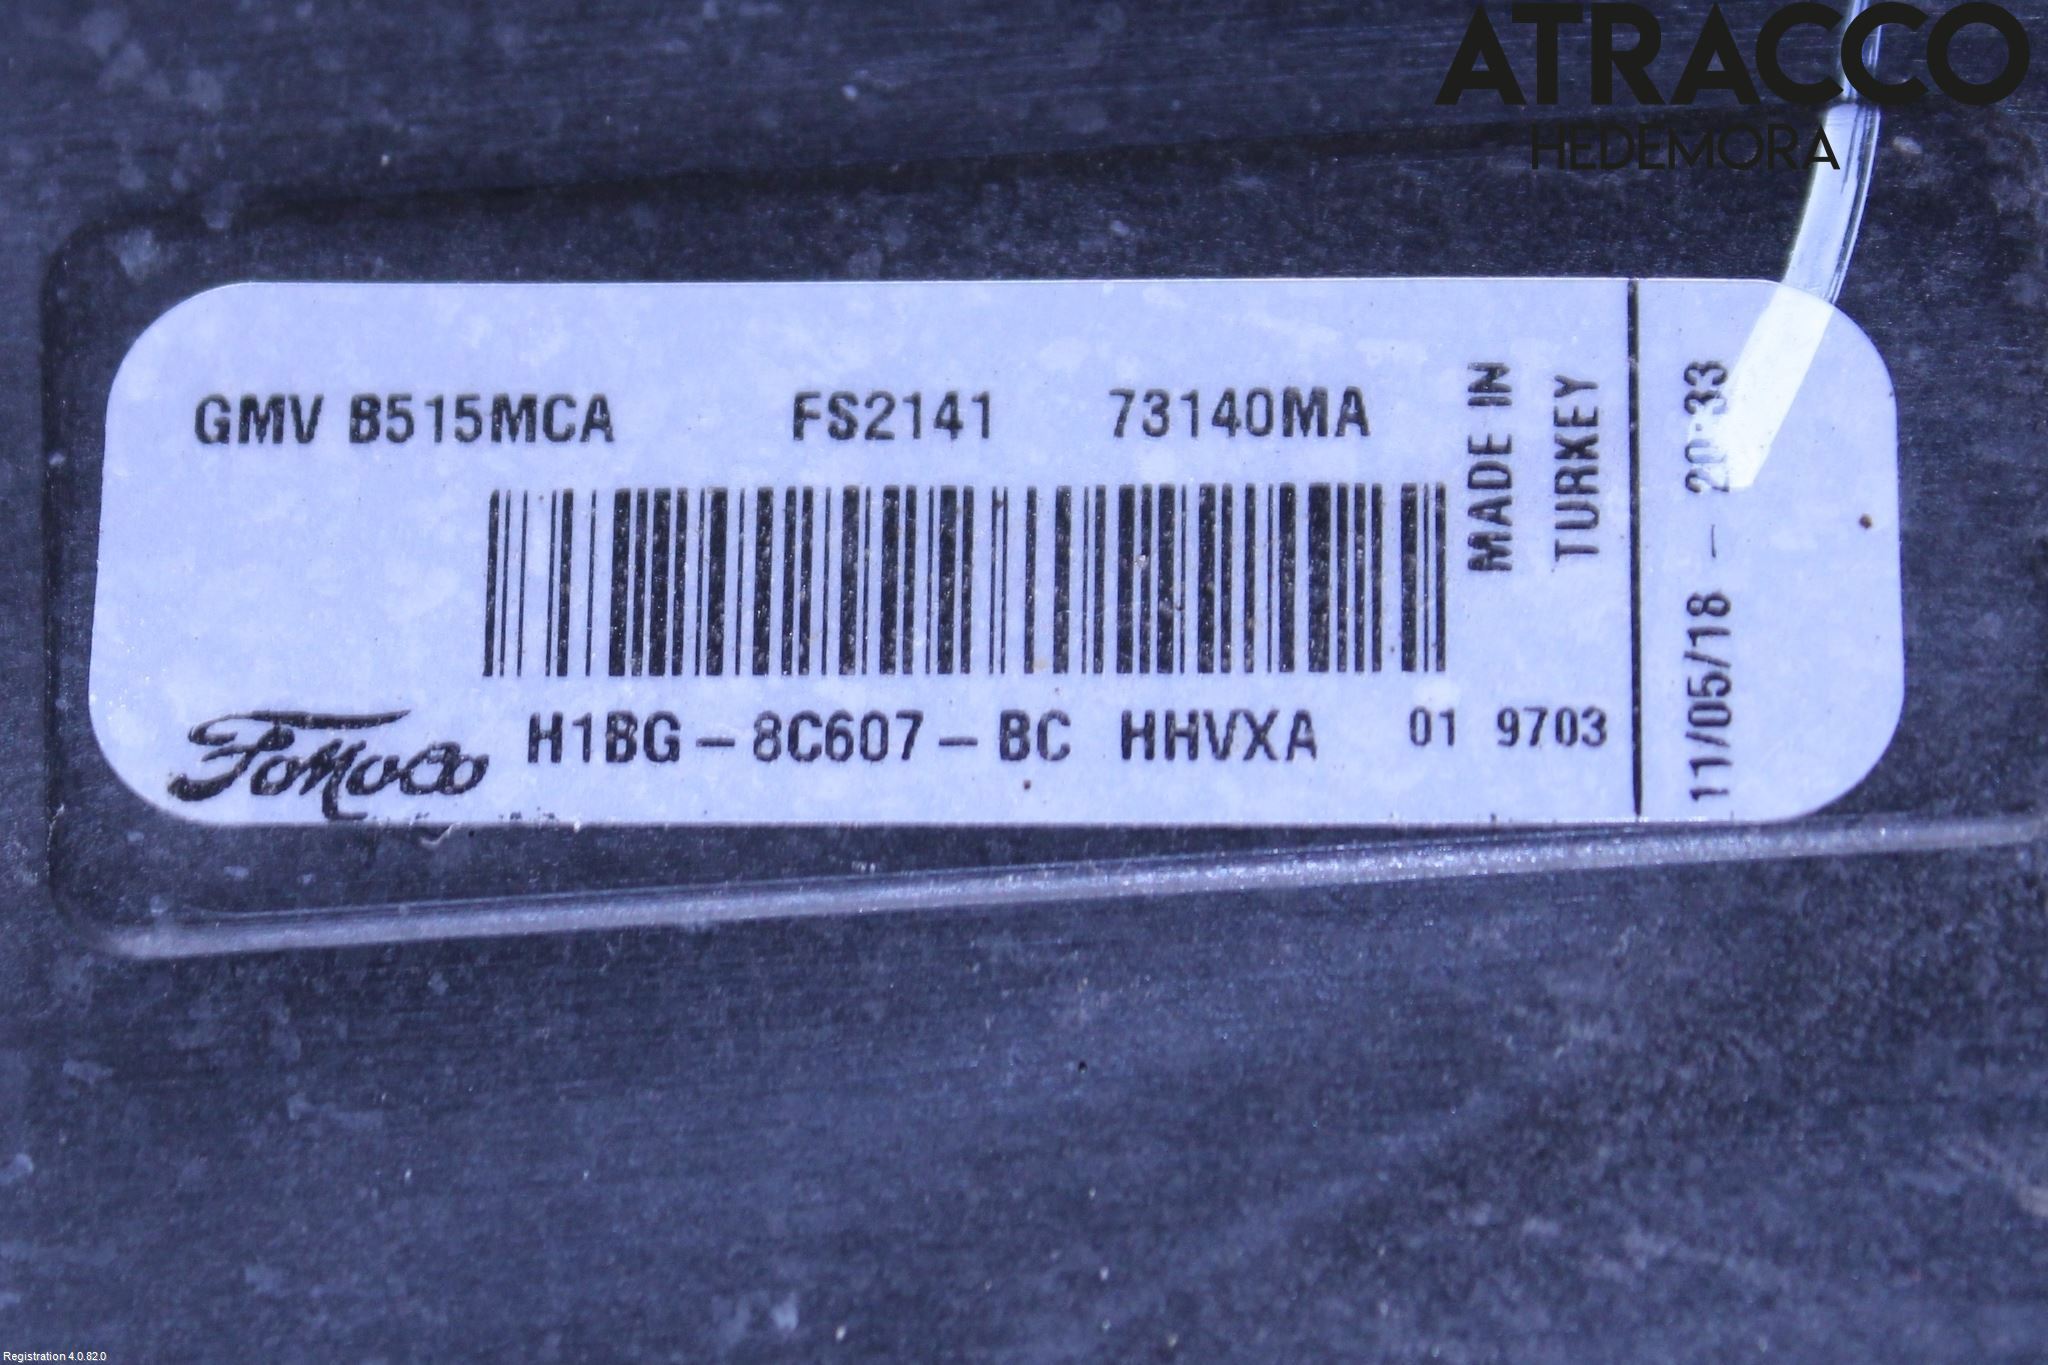 ATRACCO
HEDEMORA
GMV B515MCA FS2141 73140MA
MADE IN
TURKEY
11/05/18 - 20:33
FoMoCo H1BG-8C607-BC HHVXA 01 9703
Registration 4.0.82.0